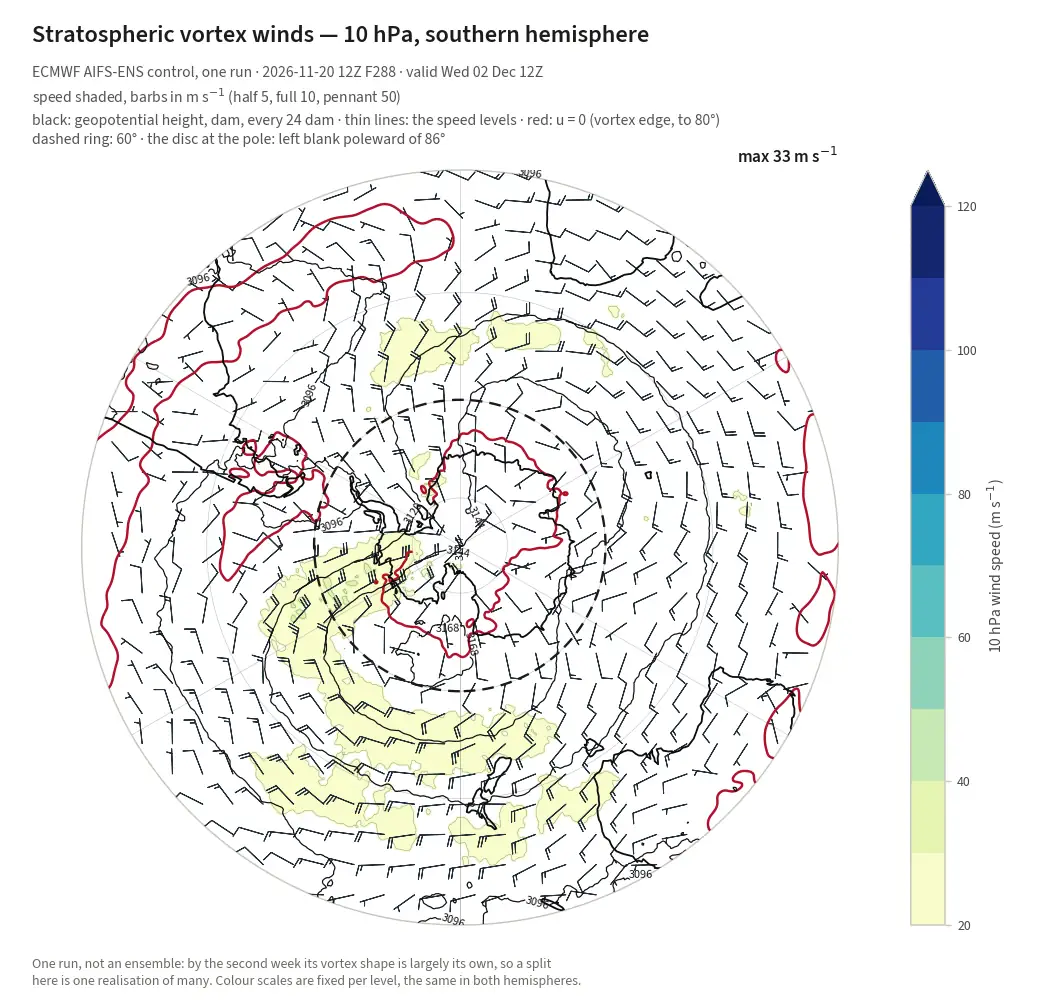 Stratospheric vortex winds — 10 hPa, southern hemisphere
ECMWF AIFS-ENS control, one run · 2026-11-20 12Z F288 · valid Wed 02 Dec 12Z
speed shaded, barbs in m s⁻¹ (half 5, full 10, pennant 50)
black: geopotential height, dam, every 24 dam · thin lines: the speed levels · red: u = 0 (vortex edge, to 80°)
dashed ring: 60° · the disc at the pole: left blank poleward of 86°
max 33 m s⁻¹
3096
3096
3096
3096
3144
3168
3096
3096
3096
120
100
80
60
40
20
10 hPa wind speed (m s⁻¹)
One run, not an ensemble: by the second week its vortex shape is largely its own, so a split
here is one realisation of many. Colour scales are fixed per level, the same in both hemispheres.